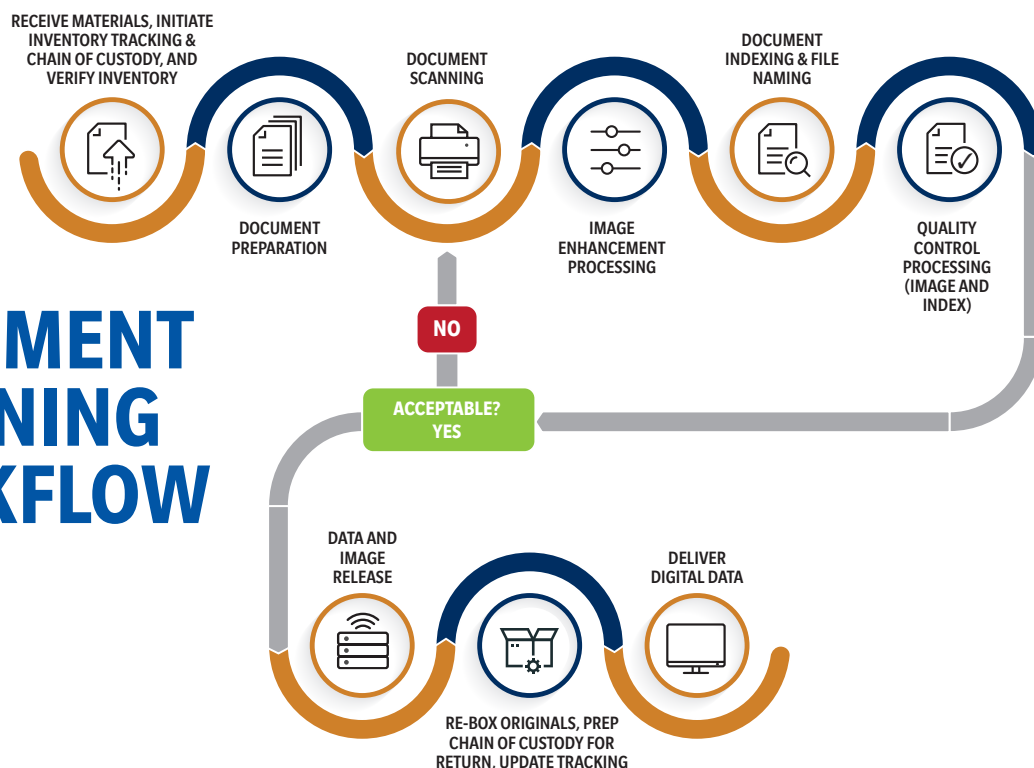 RECEIVE MATERIALS, INITIATE
INVENTORY TRACKING &
CHAIN OF CUSTODY, AND
VERIFY INVENTORY
DOCUMENT
PREPARATION
DOCUMENT
SCANNING
IMAGE
ENHANCEMENT
PROCESSING
DOCUMENT
INDEXING & FILE
NAMING
QUALITY
CONTROL
PROCESSING
(IMAGE AND
INDEX)
NO
ACCEPTABLE?
YES
MENT
NING
KFLOW
DATA AND
IMAGE
RELEASE
RE-BOX ORIGINALS, PREP
CHAIN OF CUSTODY FOR
RETURN, UPDATE TRACKING
DELIVER
DIGITAL DATA